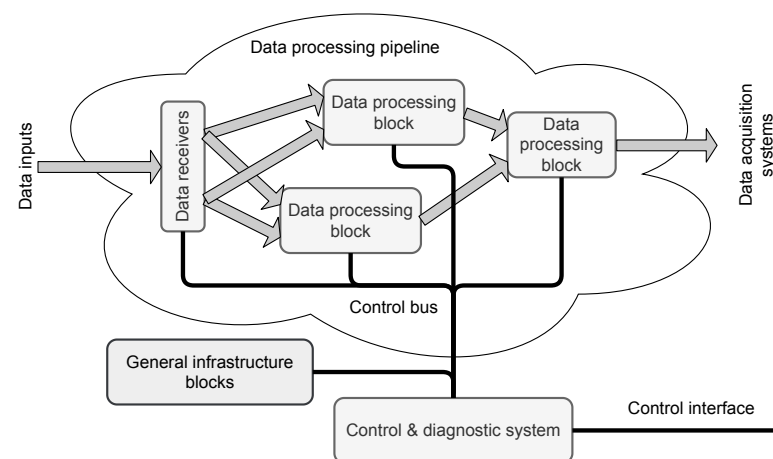 Data processing pipeline
Data inputs
Data receivers
Data processing
block
Data processing
block
Data
processing
block
Data acquisition
systems
Control bus
General infrastructure
blocks
Control & diagnostic system
Control interface